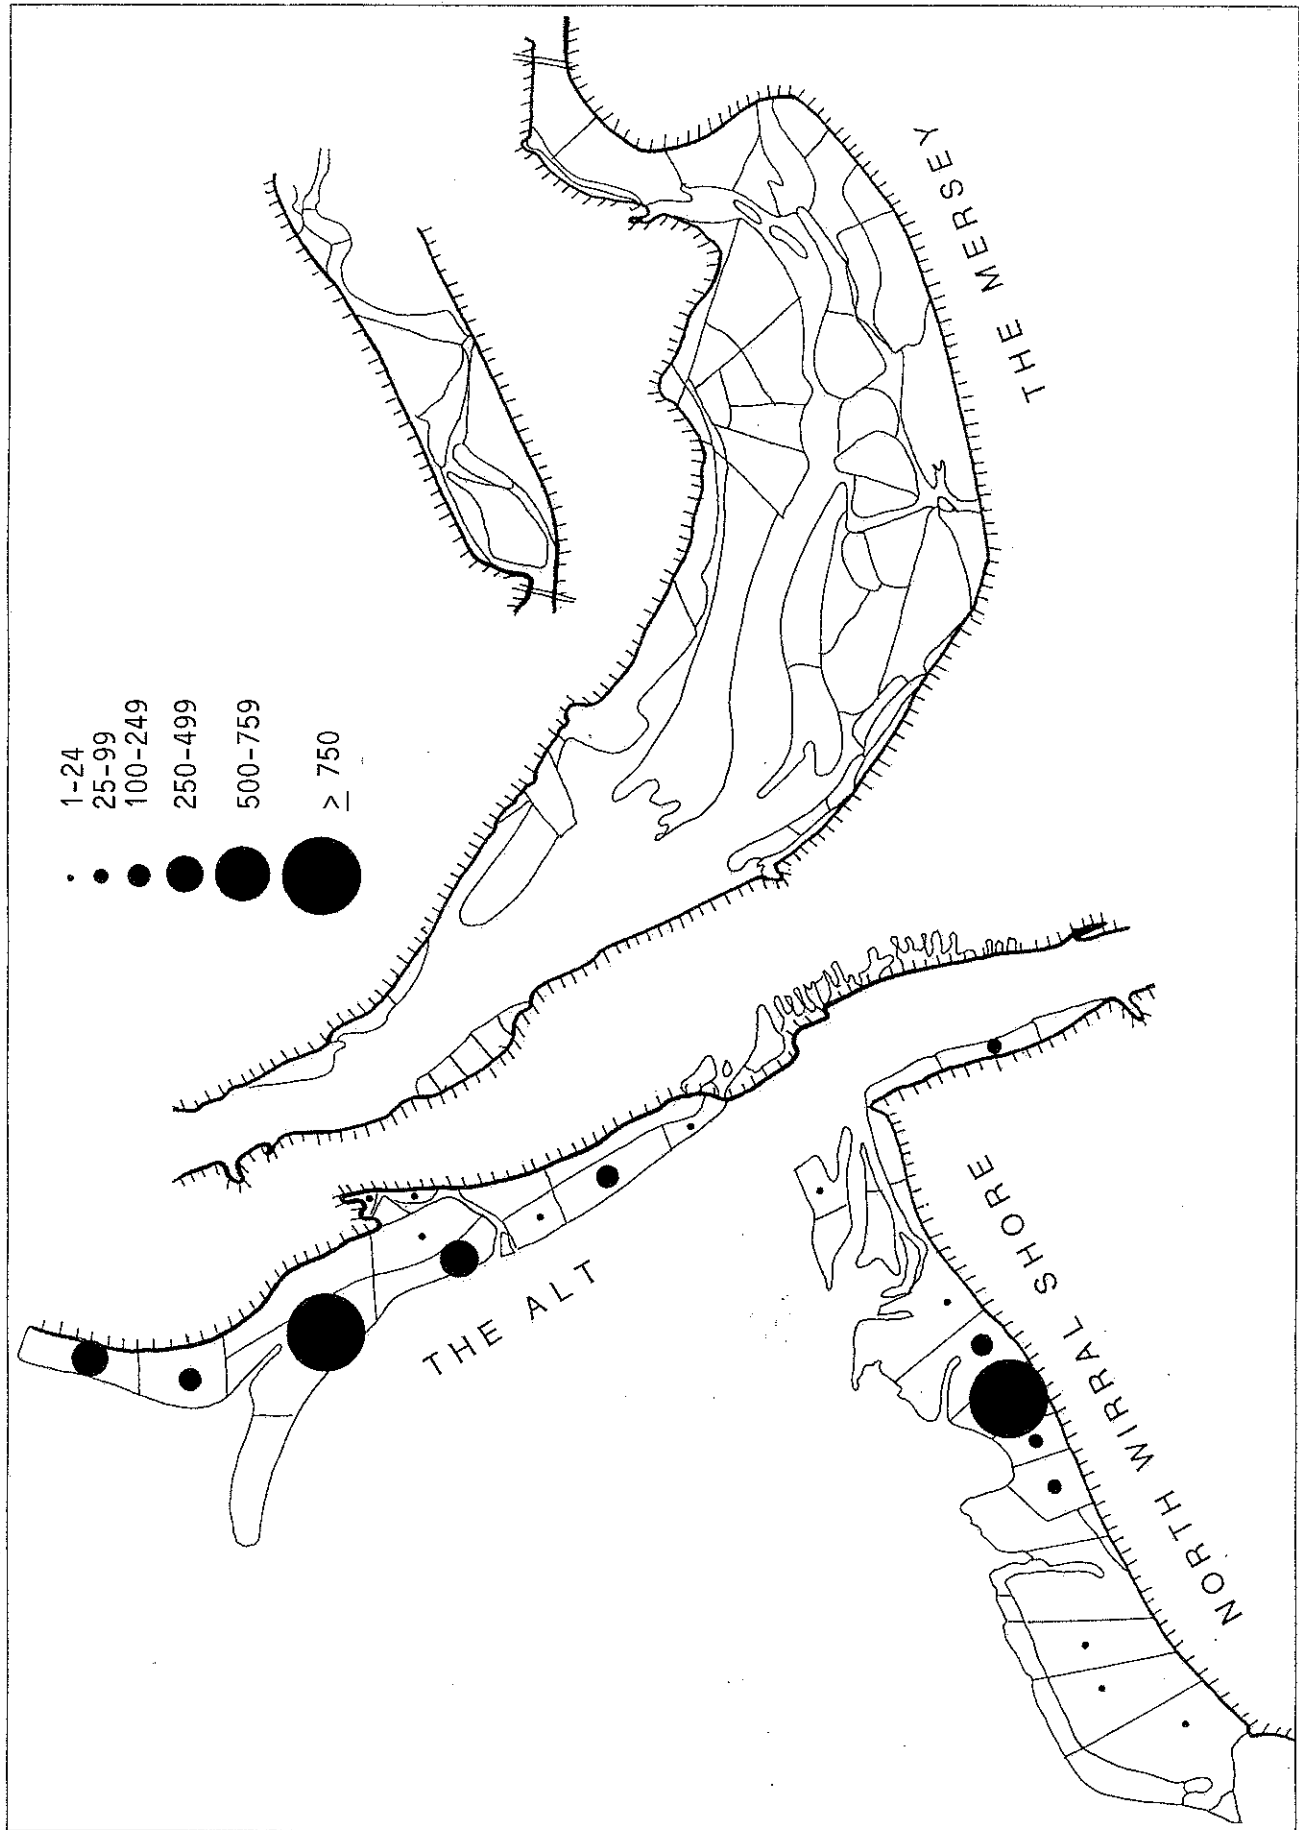 1-24
25-99
100-249
250-499
500-759
≥ 750
THE MERSEY
THE ALT
NORTH WIRRAL SHORE